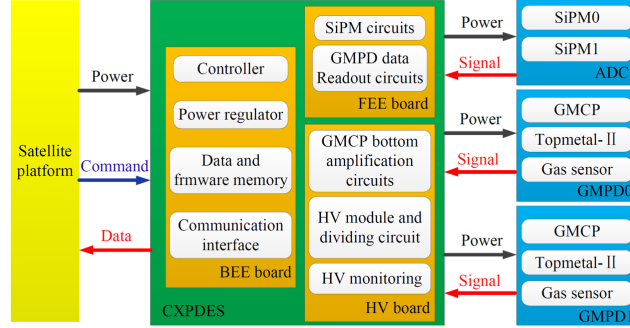 Satellite
platform
Power
Command
Data
Controller
Power regulator
Data and
frmware memory
Communication
interface
BEE board
CXPDES
SiPM circuits
GMPD data
Readout circuits
FEE board
GMCP bottom
amplification
circuits
HV module and
dividing circuit
HV monitoring
HV board
Power
Signal
SiPM0
SiPM1
ADC
Power
Signal
GMCP
Topmetal-Ⅱ
Gas sensor
GMPD0
Power
Signal
GMCP
Topmetal-Ⅱ
Gas sensor
GMPD1